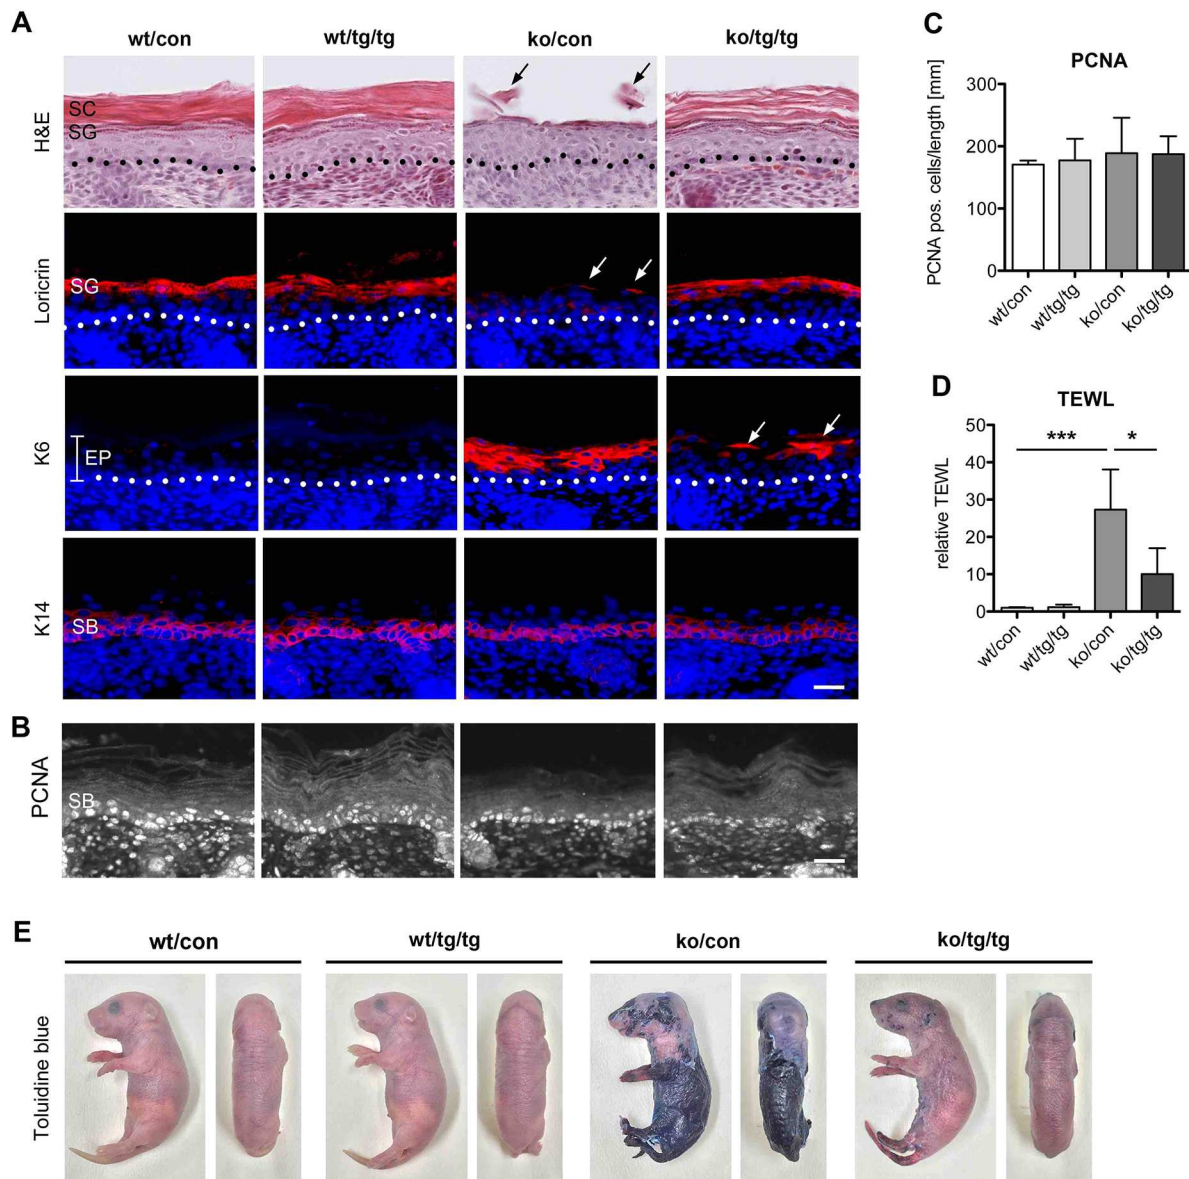 A
wt/con wt/tg/tg ko/con ko/tg/tg
H&E
SC
SG
Loricrin
SG
K6
EP
K14
SB
B
PCNA
SB
C
PCNA
PCNA pos. cells/length [mm]
300
200
100
0
wt/con wt/tg/tg ko/con ko/tg/tg
D
TEWL
relative TEWL
50
40
30
20
10
0
*** *
wt/con wt/tg/tg ko/con ko/tg/tg
E
wt/con wt/tg/tg ko/con ko/tg/tg
Toluidine blue